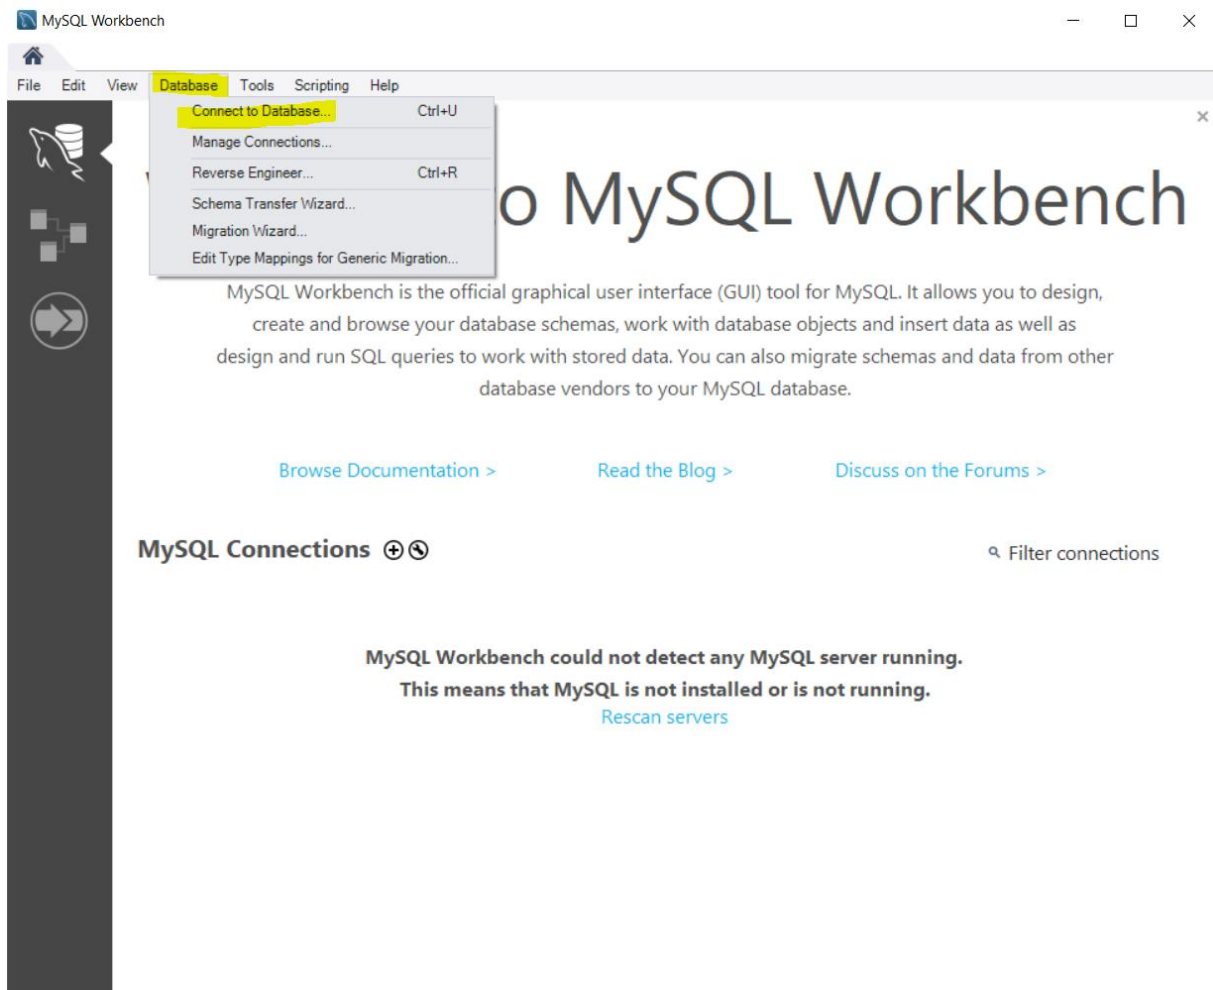 MySQL Workbench
File Edit View Database Tools Scripting Help
Connect to Database... Ctrl+U
Manage Connections...
Reverse Engineer... Ctrl+R
Schema Transfer Wizard...
Migration Wizard...
Edit Type Mappings for Generic Migration...
o MySQL Workbench
MySQL Workbench is the official graphical user interface (GUI) tool for MySQL. It allows you to design,
create and browse your database schemas, work with database objects and insert data as well as
design and run SQL queries to work with stored data. You can also migrate schemas and data from other
database vendors to your MySQL database.
Browse Documentation > Read the Blog > Discuss on the Forums >
MySQL Connections Filter connections
MySQL Workbench could not detect any MySQL server running.
This means that MySQL is not installed or is not running.
Rescan servers